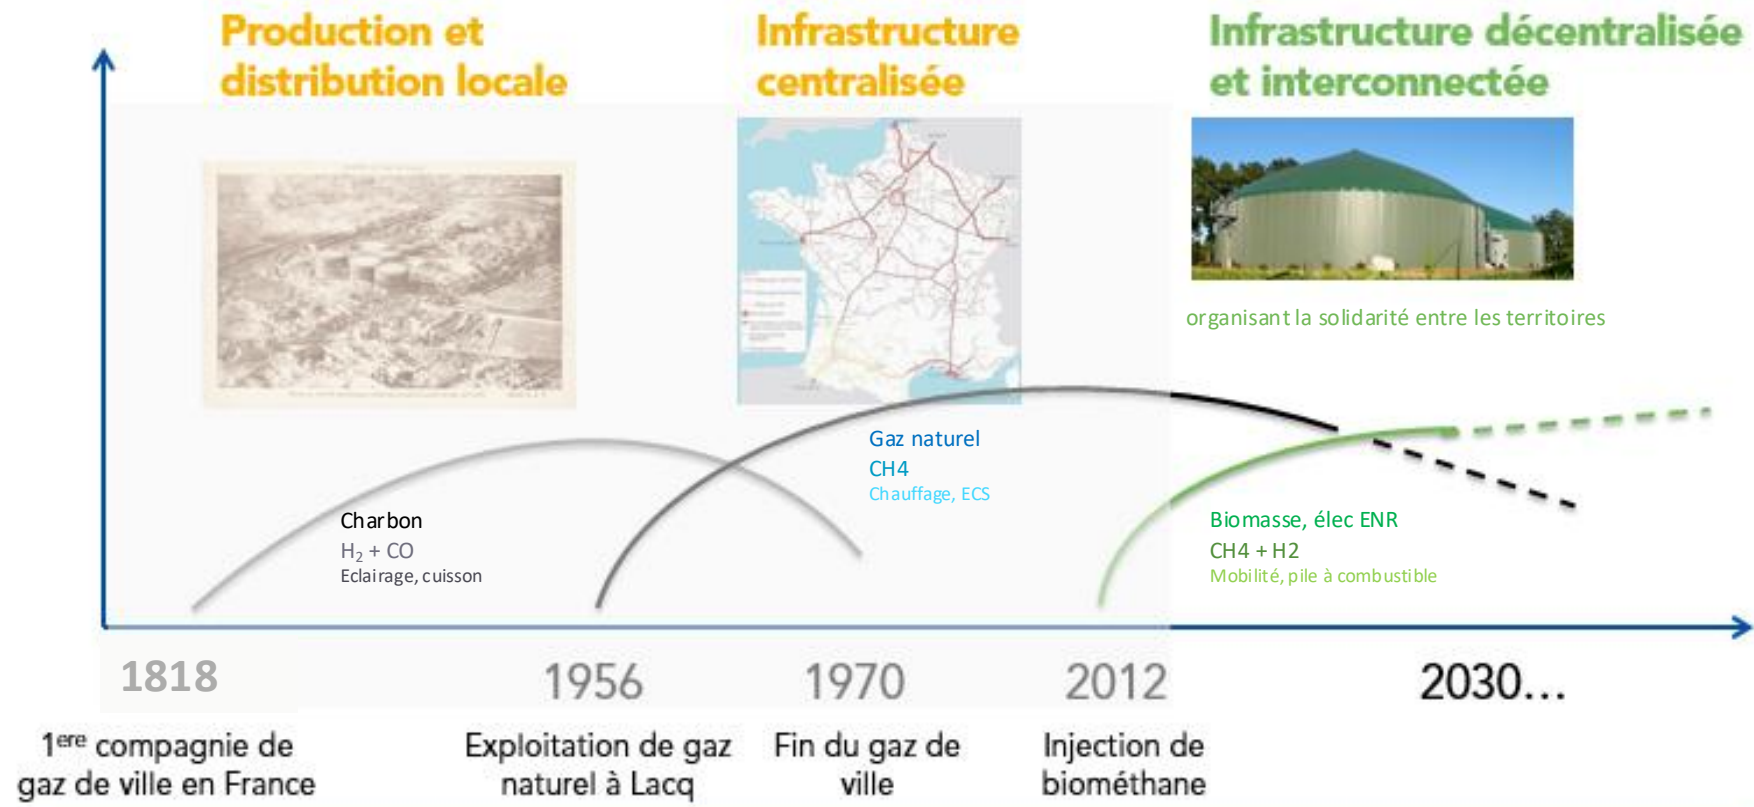 Production et
distribution locale
Infrastructure
centralisée
Infrastructure décentralisée
et interconnectée
organisant la solidarité entre les territoires
Gaz naturel
CH4
Chauffage, ECS
Charbon
H₂ + CO
Eclairage, cuisson
Biomasse, élec ENR
CH4 + H2
Mobilité, pile à combustible
1818
1956
1970
2012
2030...
1ere compagnie de
gaz de ville en France
Exploitation de gaz
naturel à Lacq
Fin du gaz de
ville
Injection de
biométhane